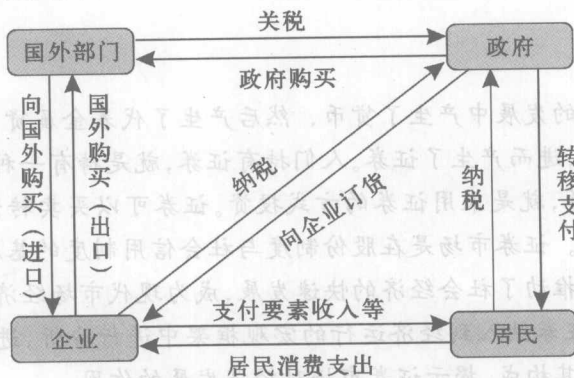 关税
国外部门
政府
政府购买
向国外购买（进口）
国外购买（出口）
纳税
向企业订货
纳税
转移支付
支付要素收入等
企业
居民
居民消费支出